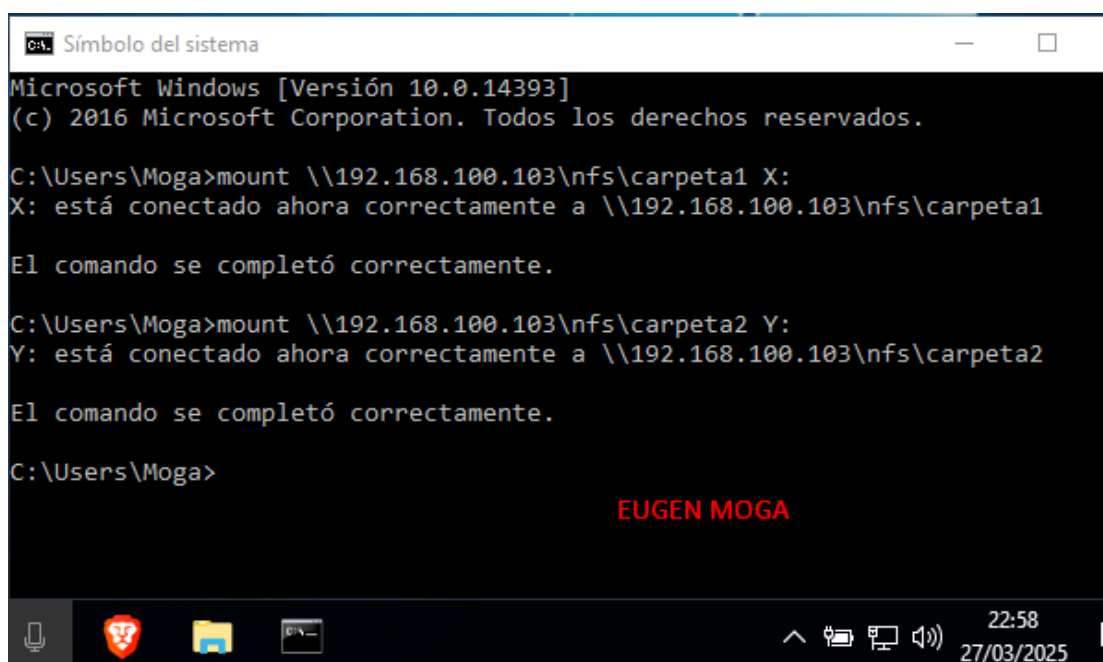 Símbolo del sistema
Microsoft Windows [Versión 10.0.14393]
(c) 2016 Microsoft Corporation. Todos los derechos reservados.
C:\Users\Moga>mount \\192.168.100.103\nfs\carpeta1 X:
X: está conectado ahora correctamente a \\192.168.100.103\nfs\carpeta1
El comando se completó correctamente.
C:\Users\Moga>mount \\192.168.100.103\nfs\carpeta2 Y:
Y: está conectado ahora correctamente a \\192.168.100.103\nfs\carpeta2
El comando se completó correctamente.
C:\Users\Moga>
EUGEN MOGA
22:58
27/03/2025